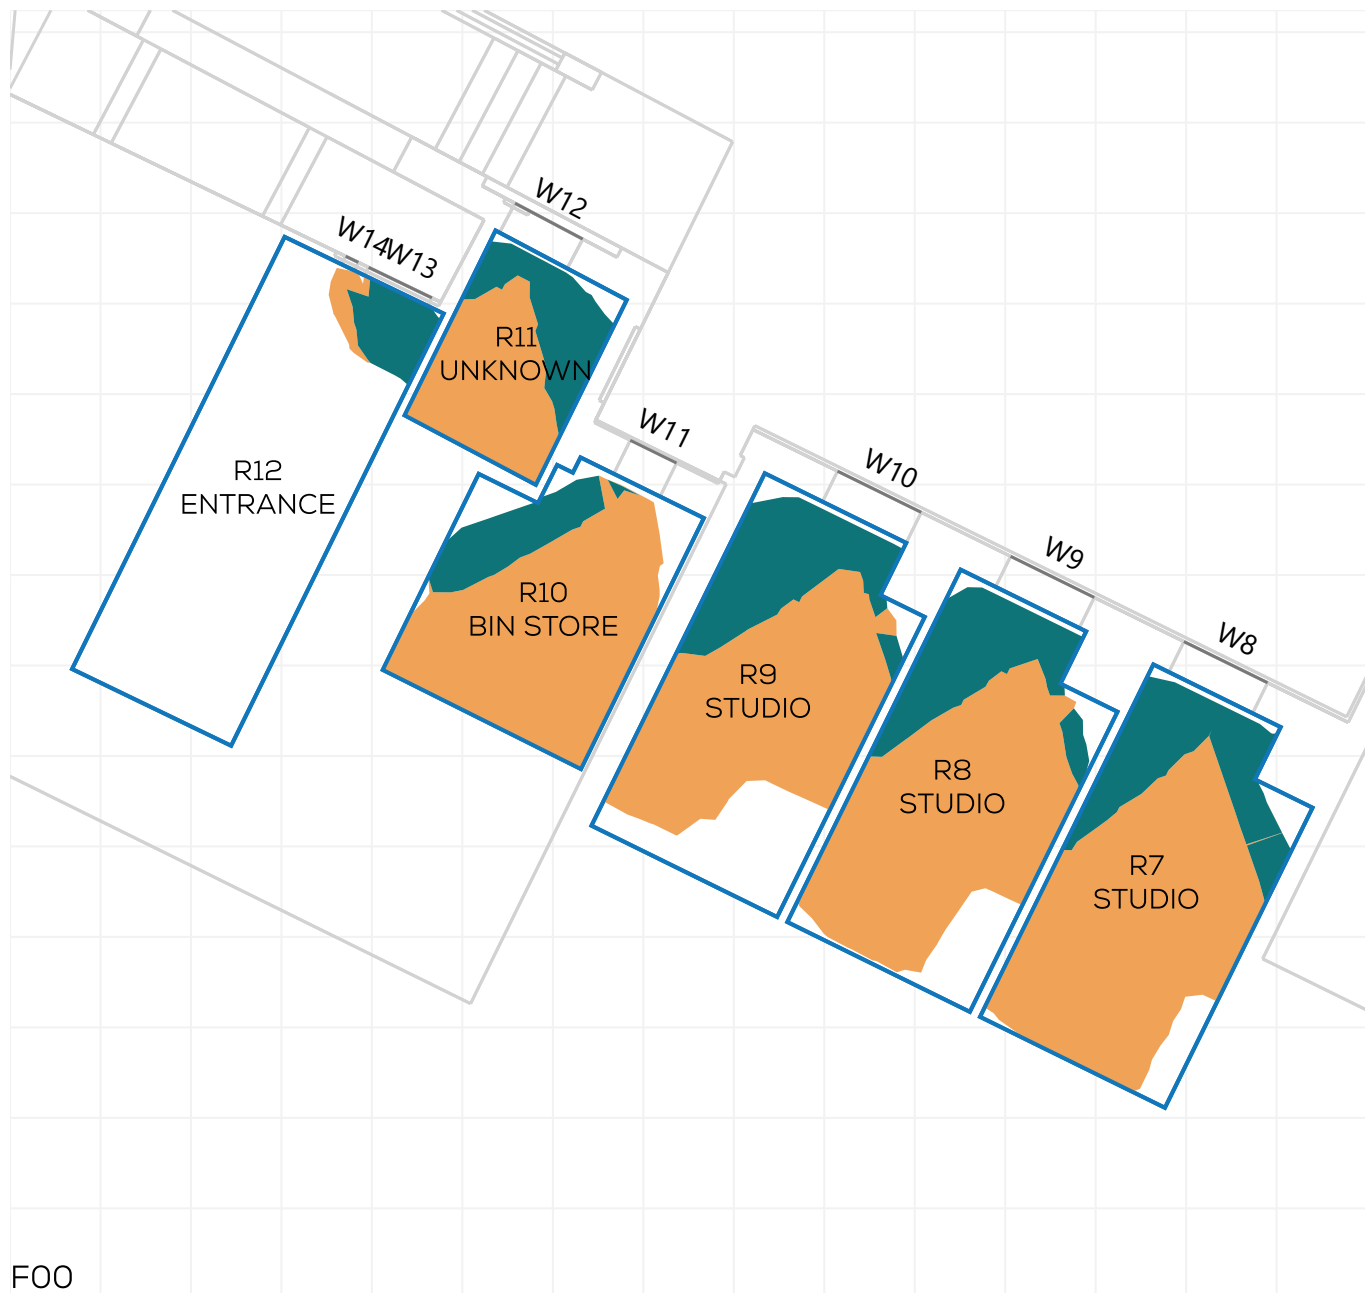 W12
W14
W13
R11
UNKNOWN
W11
W10
R12
ENTRANCE
W9
R10
BIN STORE
W8
R9
STUDIO
R8
STUDIO
R7
STUDIO
F00